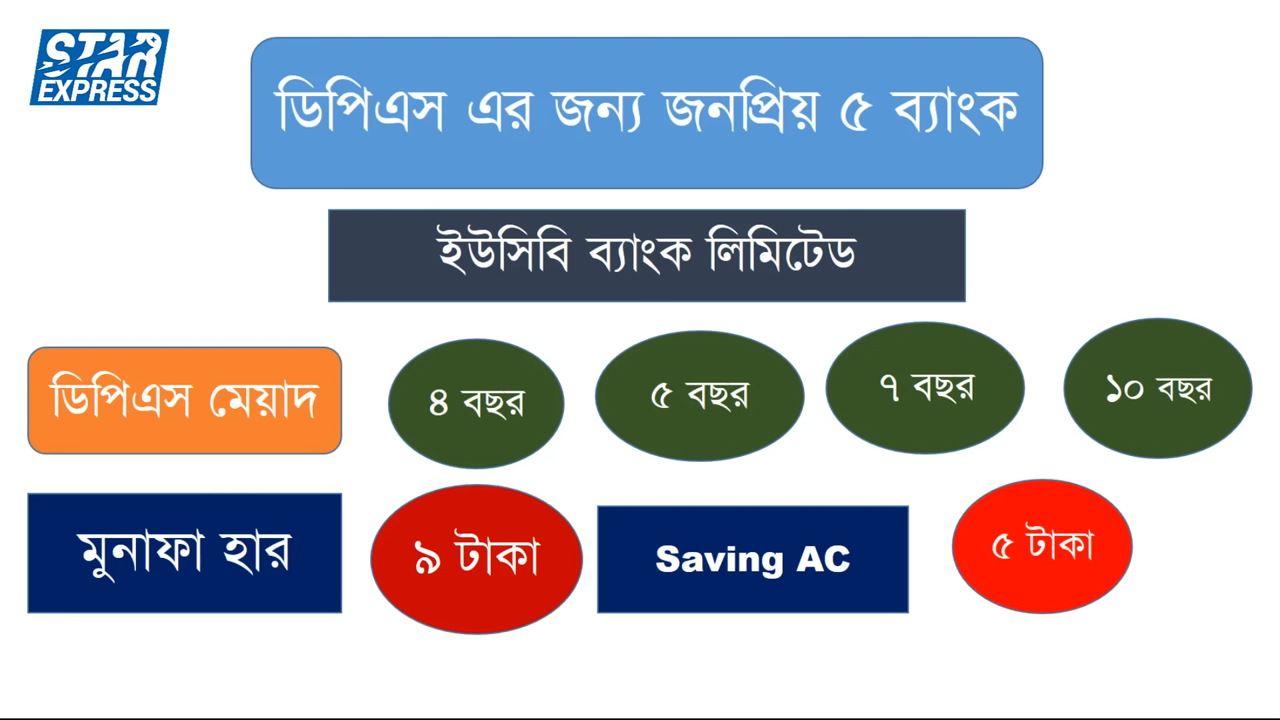 STAR
EXPRESS
ডিপিএস এর জন্য জনপ্রিয় ৫ ব্যাংক
ইউসিবি ব্যাংক লিমিটেড
ডিপিএস মেয়াদ
৪ বছর
৫ বছর
৭ বছর
১০ বছর
মুনাফা হার
৯ টাকা
Saving AC
৫ টাকা